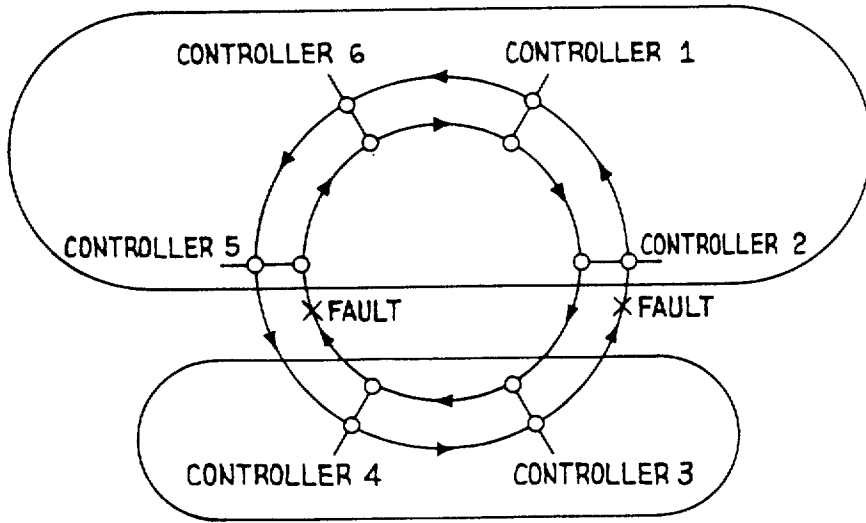 CONTROLLER 6
CONTROLLER 1
CONTROLLER 5
CONTROLLER 2
FAULT
FAULT
CONTROLLER 4
CONTROLLER 3